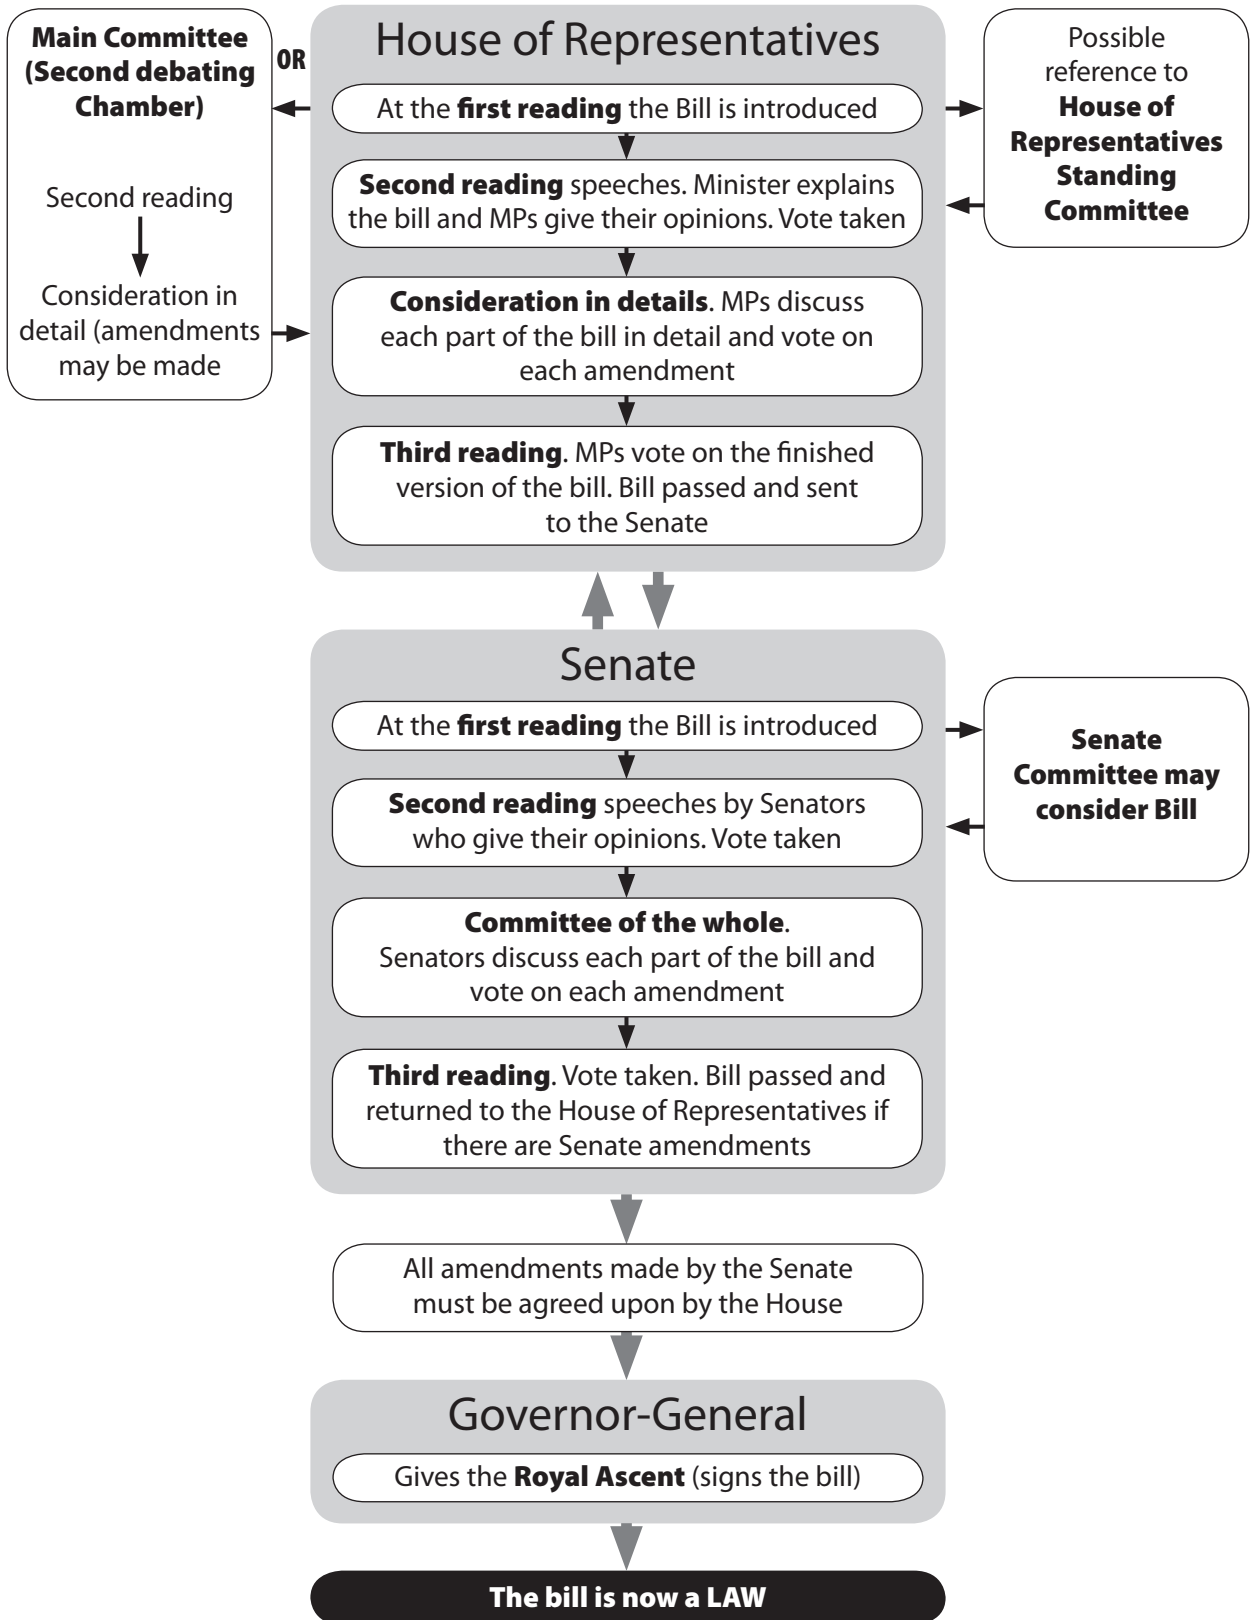 Main Committee
(Second debating
Chamber)
Second reading
Consideration in
detail (amendments
may be made
OR
House of Representatives
At the first reading the Bill is introduced
Second reading speeches. Minister explains
the bill and MPs give their opinions. Vote taken
Consideration in details. MPs discuss
each part of the bill in detail and vote on
each amendment
Third reading. MPs vote on the finished
version of the bill. Bill passed and sent
to the Senate
Possible
reference to
House of
Representatives
Standing
Committee
Senate
At the first reading the Bill is introduced
Second reading speeches by Senators
who give their opinions. Vote taken
Committee of the whole.
Senators discuss each part of the bill and
vote on each amendment
Third reading. Vote taken. Bill passed and
returned to the House of Representatives if
there are Senate amendments
Senate
Committee may
consider Bill
All amendments made by the Senate
must be agreed upon by the House
Governor-General
Gives the Royal Ascent (signs the bill)
The bill is now a LAW